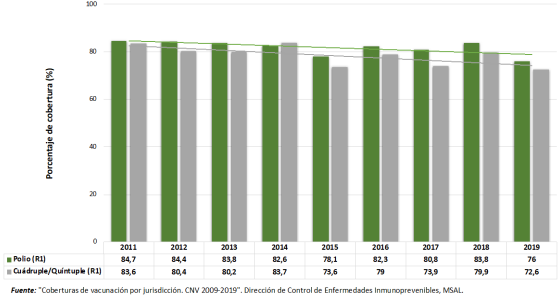 100
80
60
40
20
0
Porcentaje de cobertura (%)
2011 2012 2013 2014 2015 2016 2017 2018 2019
Polio (R1) 84,7 84,4 83,8 82,6 78,1 82,3 80,8 83,8 76
Cuádruple/Quíntuple (R1) 83,6 80,4 80,2 83,7 73,6 79 73,9 79,9 72,6
Fuente: "Coberturas de vacunación por jurisdicción. CNV 2009-2019". Dirección de Control de Enfermedades Inmunoprevenibles, MSAL.